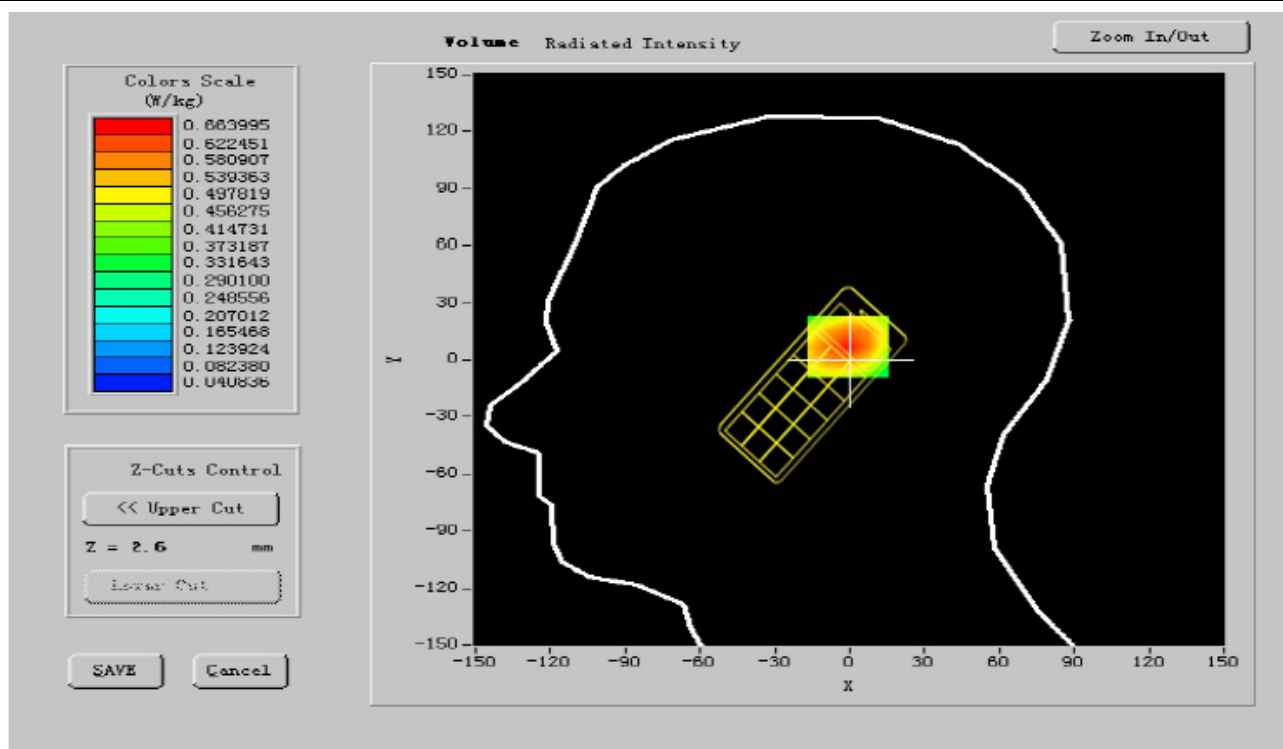 Volume Radiated Intensity
Zoom In/Out
Colors Scale
(W/kg)
0.663995
0.622451
0.580907
0.539363
0.497819
0.456275
0.414731
0.373187
0.331643
0.290100
0.248556
0.207012
0.165468
0.123924
0.082380
0.040836
Z-Cuts Control
<< Upper Cut
Z = 2.6 mm
Lower Cut
SAVE
Cancel
150
120
90
60
30
0
-30
-60
-90
-120
-150
Y
-150 -120 -90 -60 -30 0 30 60 90 120 150
X